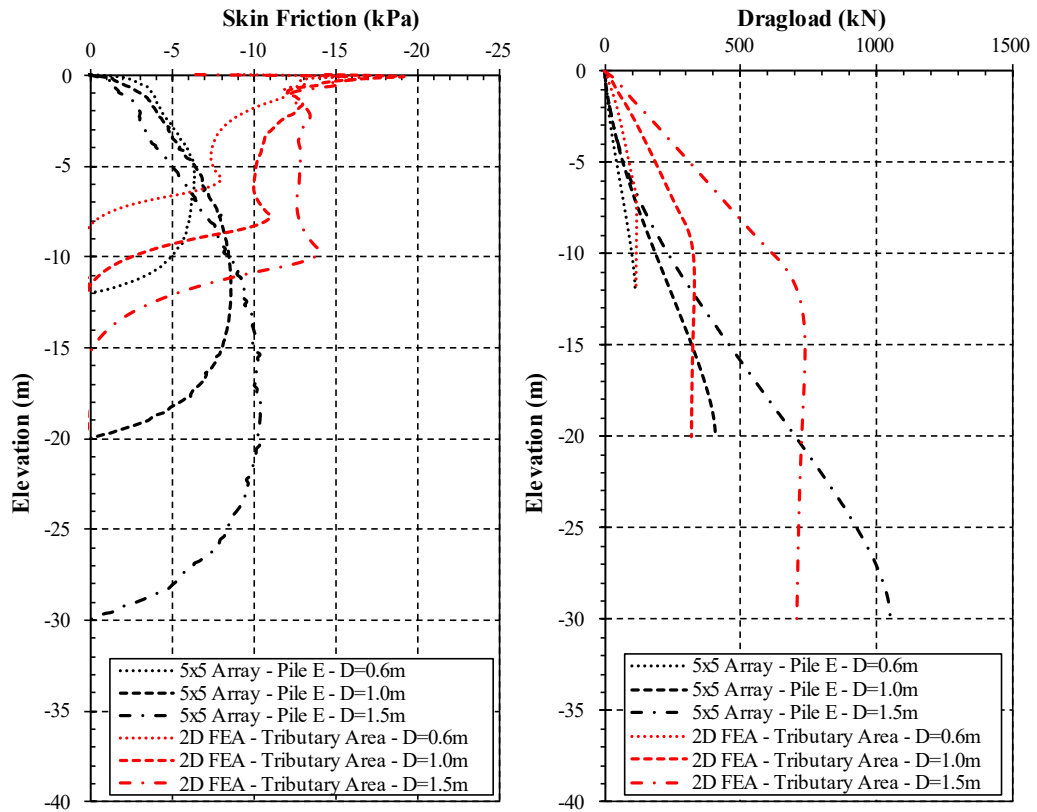 Skin Friction (kPa)
0 -5 -10 -15 -20 -25
0
-5
-10
-15
-20
-25
-30
-35
-40
Elevation (m)
5x5 Array - Pile E - D=0.6m
5x5 Array - Pile E - D=1.0m
5x5 Array - Pile E - D=1.5m
2D FEA - Tributary Area - D=0.6m
2D FEA - Tributary Area - D=1.0m
2D FEA - Tributary Area - D=1.5m
Dragload (kN)
0 500 1000 1500
0
-5
-10
-15
-20
-25
-30
-35
-40
Elevation (m)
5x5 Array - Pile E - D=0.6m
5x5 Array - Pile E - D=1.0m
5x5 Array - Pile E - D=1.5m
2D FEA - Tributary Area - D=0.6m
2D FEA - Tributary Area - D=1.0m
2D FEA - Tributary Area - D=1.5m